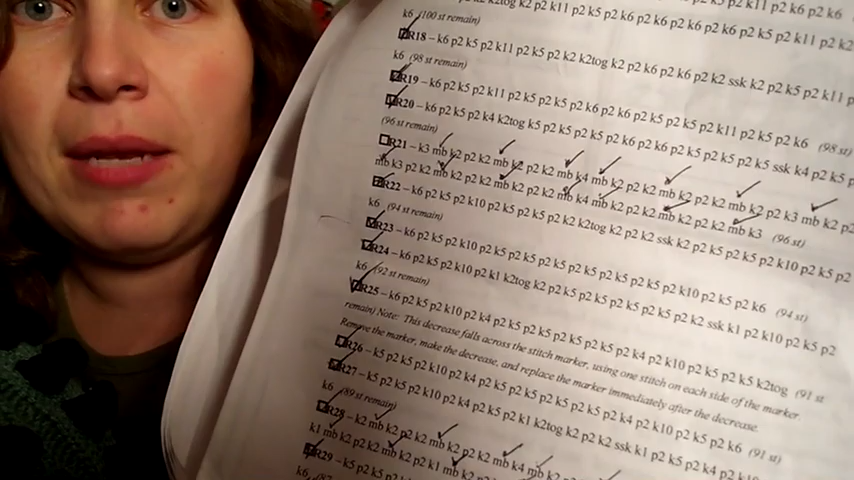 k2tog k2 p2 k11 p2 k5 p2 k6 p2 k6
k6 (100 st remain)
R18 – k6 p2 k5 p2 k11 p2 k5 p2 k2 k2tog k2 p2 k6 p2 k6 p2 k2 ssk k2 p2 k5 p2 k11 p
k6 (98 st remain)
R19 – k6 p2 k5 p2 k11 p2 k5 p2 k5 p2 k6 p2 k6 p2 k5 p2 k5 p2 k11 p2 k5 p2 k6 (98 st)
R20 – k6 p2 k5 p2 k4 k2tog k5 p2 k5 p2 k5 p2 k6 p2 k6 p2 k5 p2 k5 p2 k5 ssk k4 p2 k5 p
(96 st remain)
R21 – k3 mb k2 p2 k2 mb k2 p2 k2 mb k4 mb k2 p2 k2 mb k2 p2 k2 mb k2 p2 k3 mb k2 p2
mb k3 p2 k2 mb k2 p2 k2 mb k2 p2 k2 mb k4 mb k2 p2 k2 mb k2 p2 k2 mb k3 (96 st)
R22 – k6 p2 k5 p2 k10 p2 k5 p2 k5 p2 k2 k2tog k2 p2 k2 ssk k2 p2 k5 p2 k5 p2 k10 p2 k5 p2
k6 (94 st remain)
R23 – k6 p2 k5 p2 k10 p2 k5 p2 k5 p2 k5 p2 k5 p2 k5 p2 k5 p2 k10 p2 k5 p2 k6 (94 st)
R24 – k6 p2 k5 p2 k10 p2 k1 k2tog k2 p2 k5 p2 k5 p2 k5 p2 k5 p2 k2 ssk k1 p2 k10 p2 k5 p2
k6 (92 st remain)
R25 – k6 p2 k5 p2 k10 p2 k4 p2 k5 p2 k5 p2 k5 p2 k5 p2 k4 p2 k10 p2 k5 p2 k5 k2tog (91 st
remain) Note: This decrease falls across the stitch marker, using one stitch on each side of the marker.
Remove the marker, make the decrease, and replace the marker immediately after the decrease.
R26 – k5 p2 k5 p2 k10 p2 k4 p2 k5 p2 k5 p2 k5 p2 k5 p2 k4 p2 k10 p2 k5 p2 k6 (91 st)
R27 – k5 p2 k5 p2 k10 p2 k4 p2 k5 p2 k1 k2tog k2 p2 k2 ssk k1 p2 k5 p2 k4 p2 k10
k6 (89 st remain)
R28 – k2 mb k2 p2 k2 mb k2 p2 k2 mb k4 mb k2
k1 mb k2 p2 k2 mb k2 p2 k1 mb k2
R29 – k5 p2 k5 p2
k6 (87